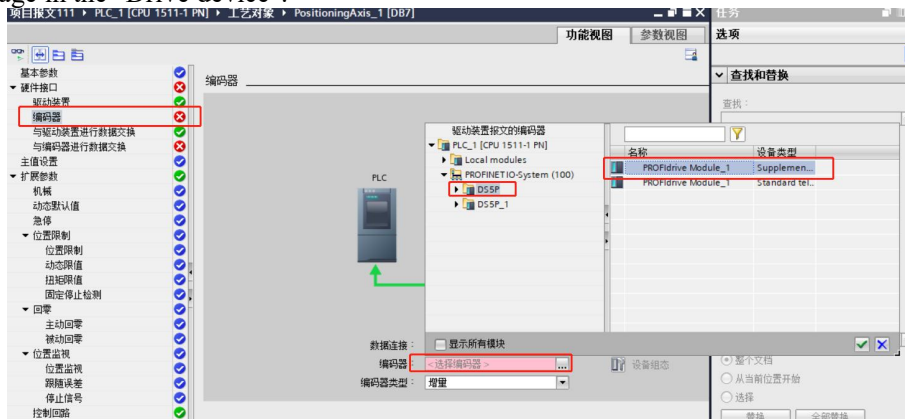 age in the "Drive device".
项目报文111 ▸ PLC_1 [CPU 1511-1 PN] ▸ 工艺对象 ▸ PositioningAxis_1 [DB7]
任务
功能视图
参数视图
选项
基本参数
硬件接口
驱动装置
编码器
与驱动装置进行数据交换
与编码器进行数据交换
主值设置
扩展参数
机械
动态默认值
急停
位置限制
位置限制
动态限值
扭矩限值
固定停止检测
回零
主动回零
被动回零
位置监视
位置监视
跟随误差
停止信号
控制回路
编码器
PLC
数据连接：
编码器：
<选择编码器>
...
设备组态
编码器类型：
增量
驱动装置报文的编码器
PLC_1 [CPU 1511-1 PN]
Local modules
PROFINET IO-System (100)
DS5P
DS5P_1
名称
设备类型
PROFIdrive Module_1
Supplemen...
PROFIdrive Module_1
Standard tel..
显示所有模块
查找和替换
查找：
整个文档
从当前位置开始
选择
替换
全部替换